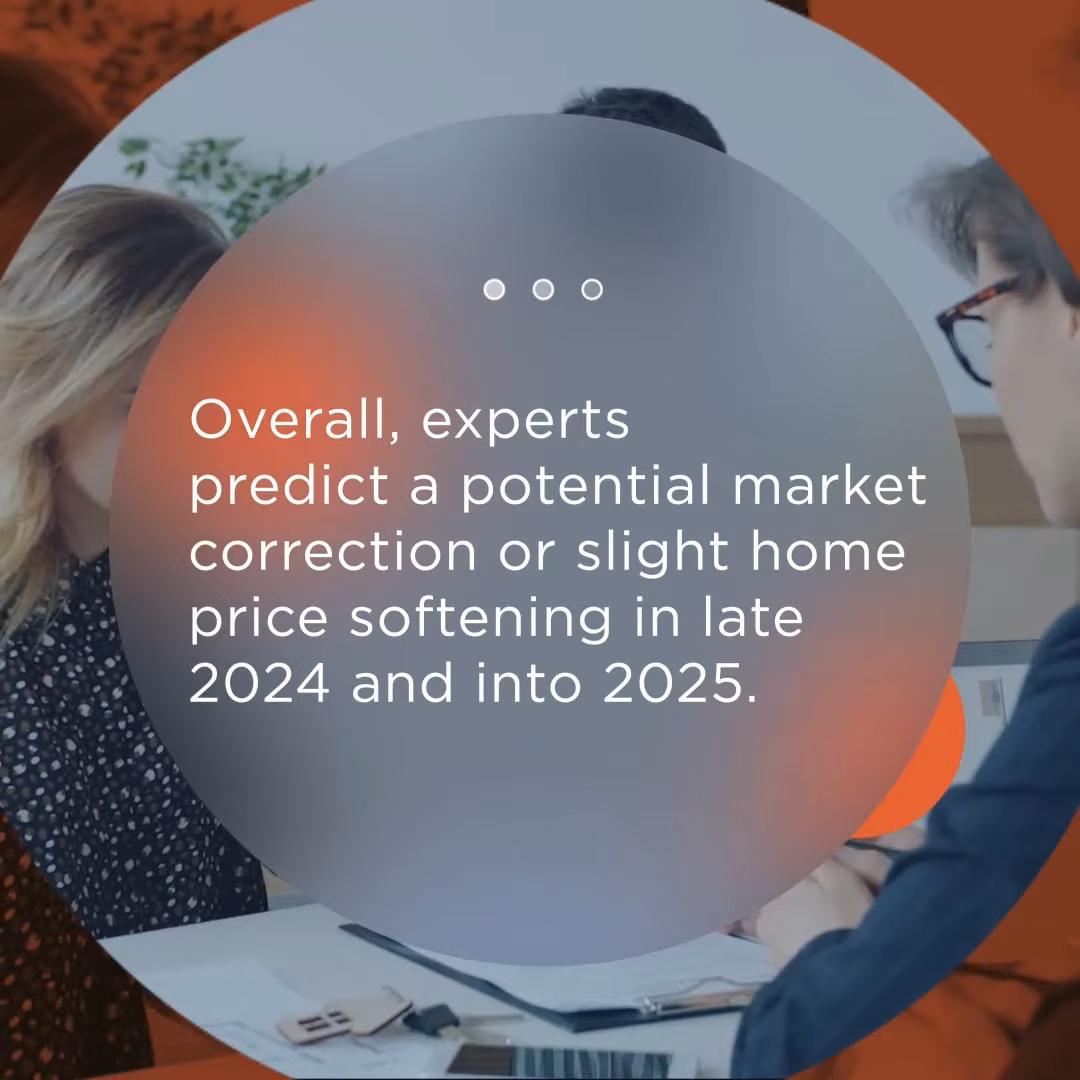 Overall, experts
predict a potential market
correction or slight home
price softening in late
2024 and into 2025.